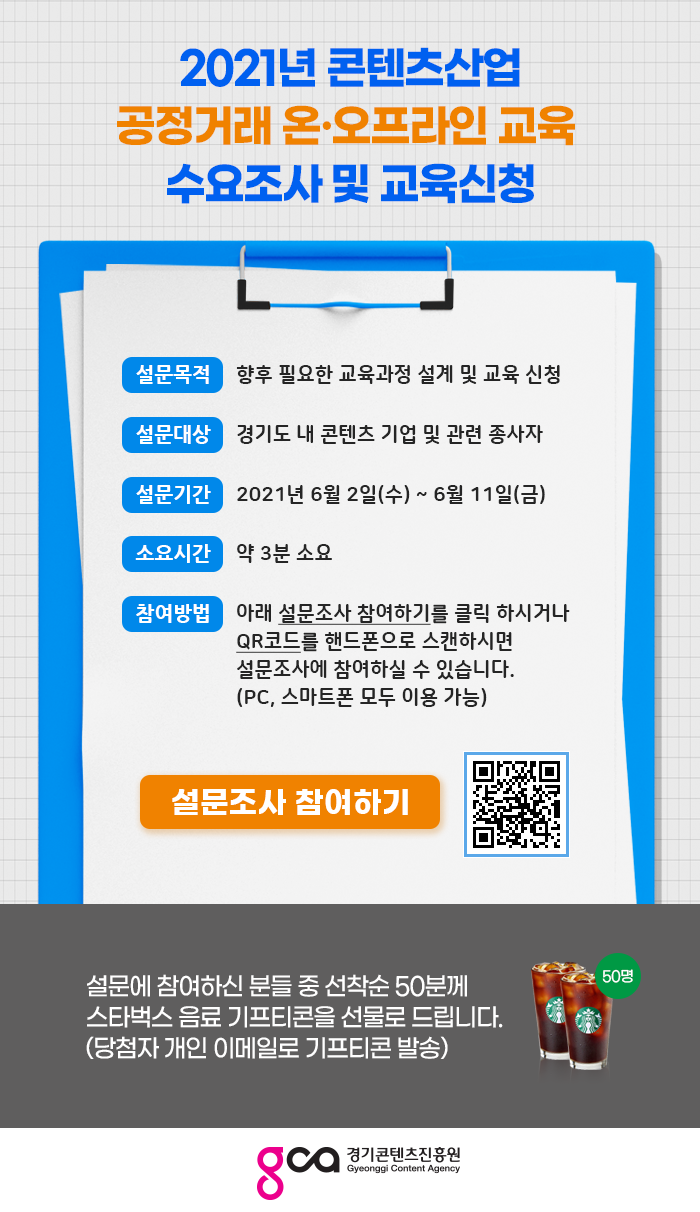 2021년 콘텐츠산업
공정거래 온·오프라인 교육
수요조사 및 교육신청
설문목적 향후 필요한 교육과정 설계 및 교육 신청
설문대상 경기도 내 콘텐츠 기업 및 관련 종사자
설문기간 2021년 6월 2일(수) ~ 6월 11일(금)
소요시간 약 3분 소요
참여방법 아래 설문조사 참여하기를 클릭 하시거나
QR코드를 핸드폰으로 스캔하시면
설문조사에 참여하실 수 있습니다.
(PC, 스마트폰 모두 이용 가능)
설문조사 참여하기
설문에 참여하신 분들 중 선착순 50분께
스타벅스 음료 기프티콘을 선물로 드립니다.
(당첨자 개인 이메일로 기프티콘 발송)
50명
gca 경기콘텐츠진흥원
Gyeonggi Content Agency